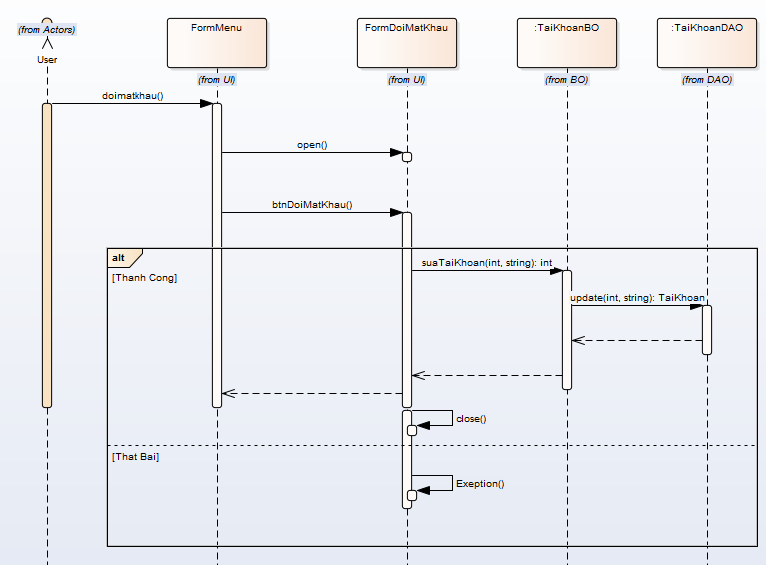 (from Actors)
User
FormMenu
(from UI)
FormDoiMatKhau
(from UI)
:TaiKhoanBO
(from BO)
:TaiKhoanDAO
(from DAO)
doimatkhau()
open()
btnDoiMatKhau()
alt
[Thanh Cong]
suaTaiKhoan(int, string): int
update(int, string): TaiKhoan
close()
[That Bai]
Exeption()